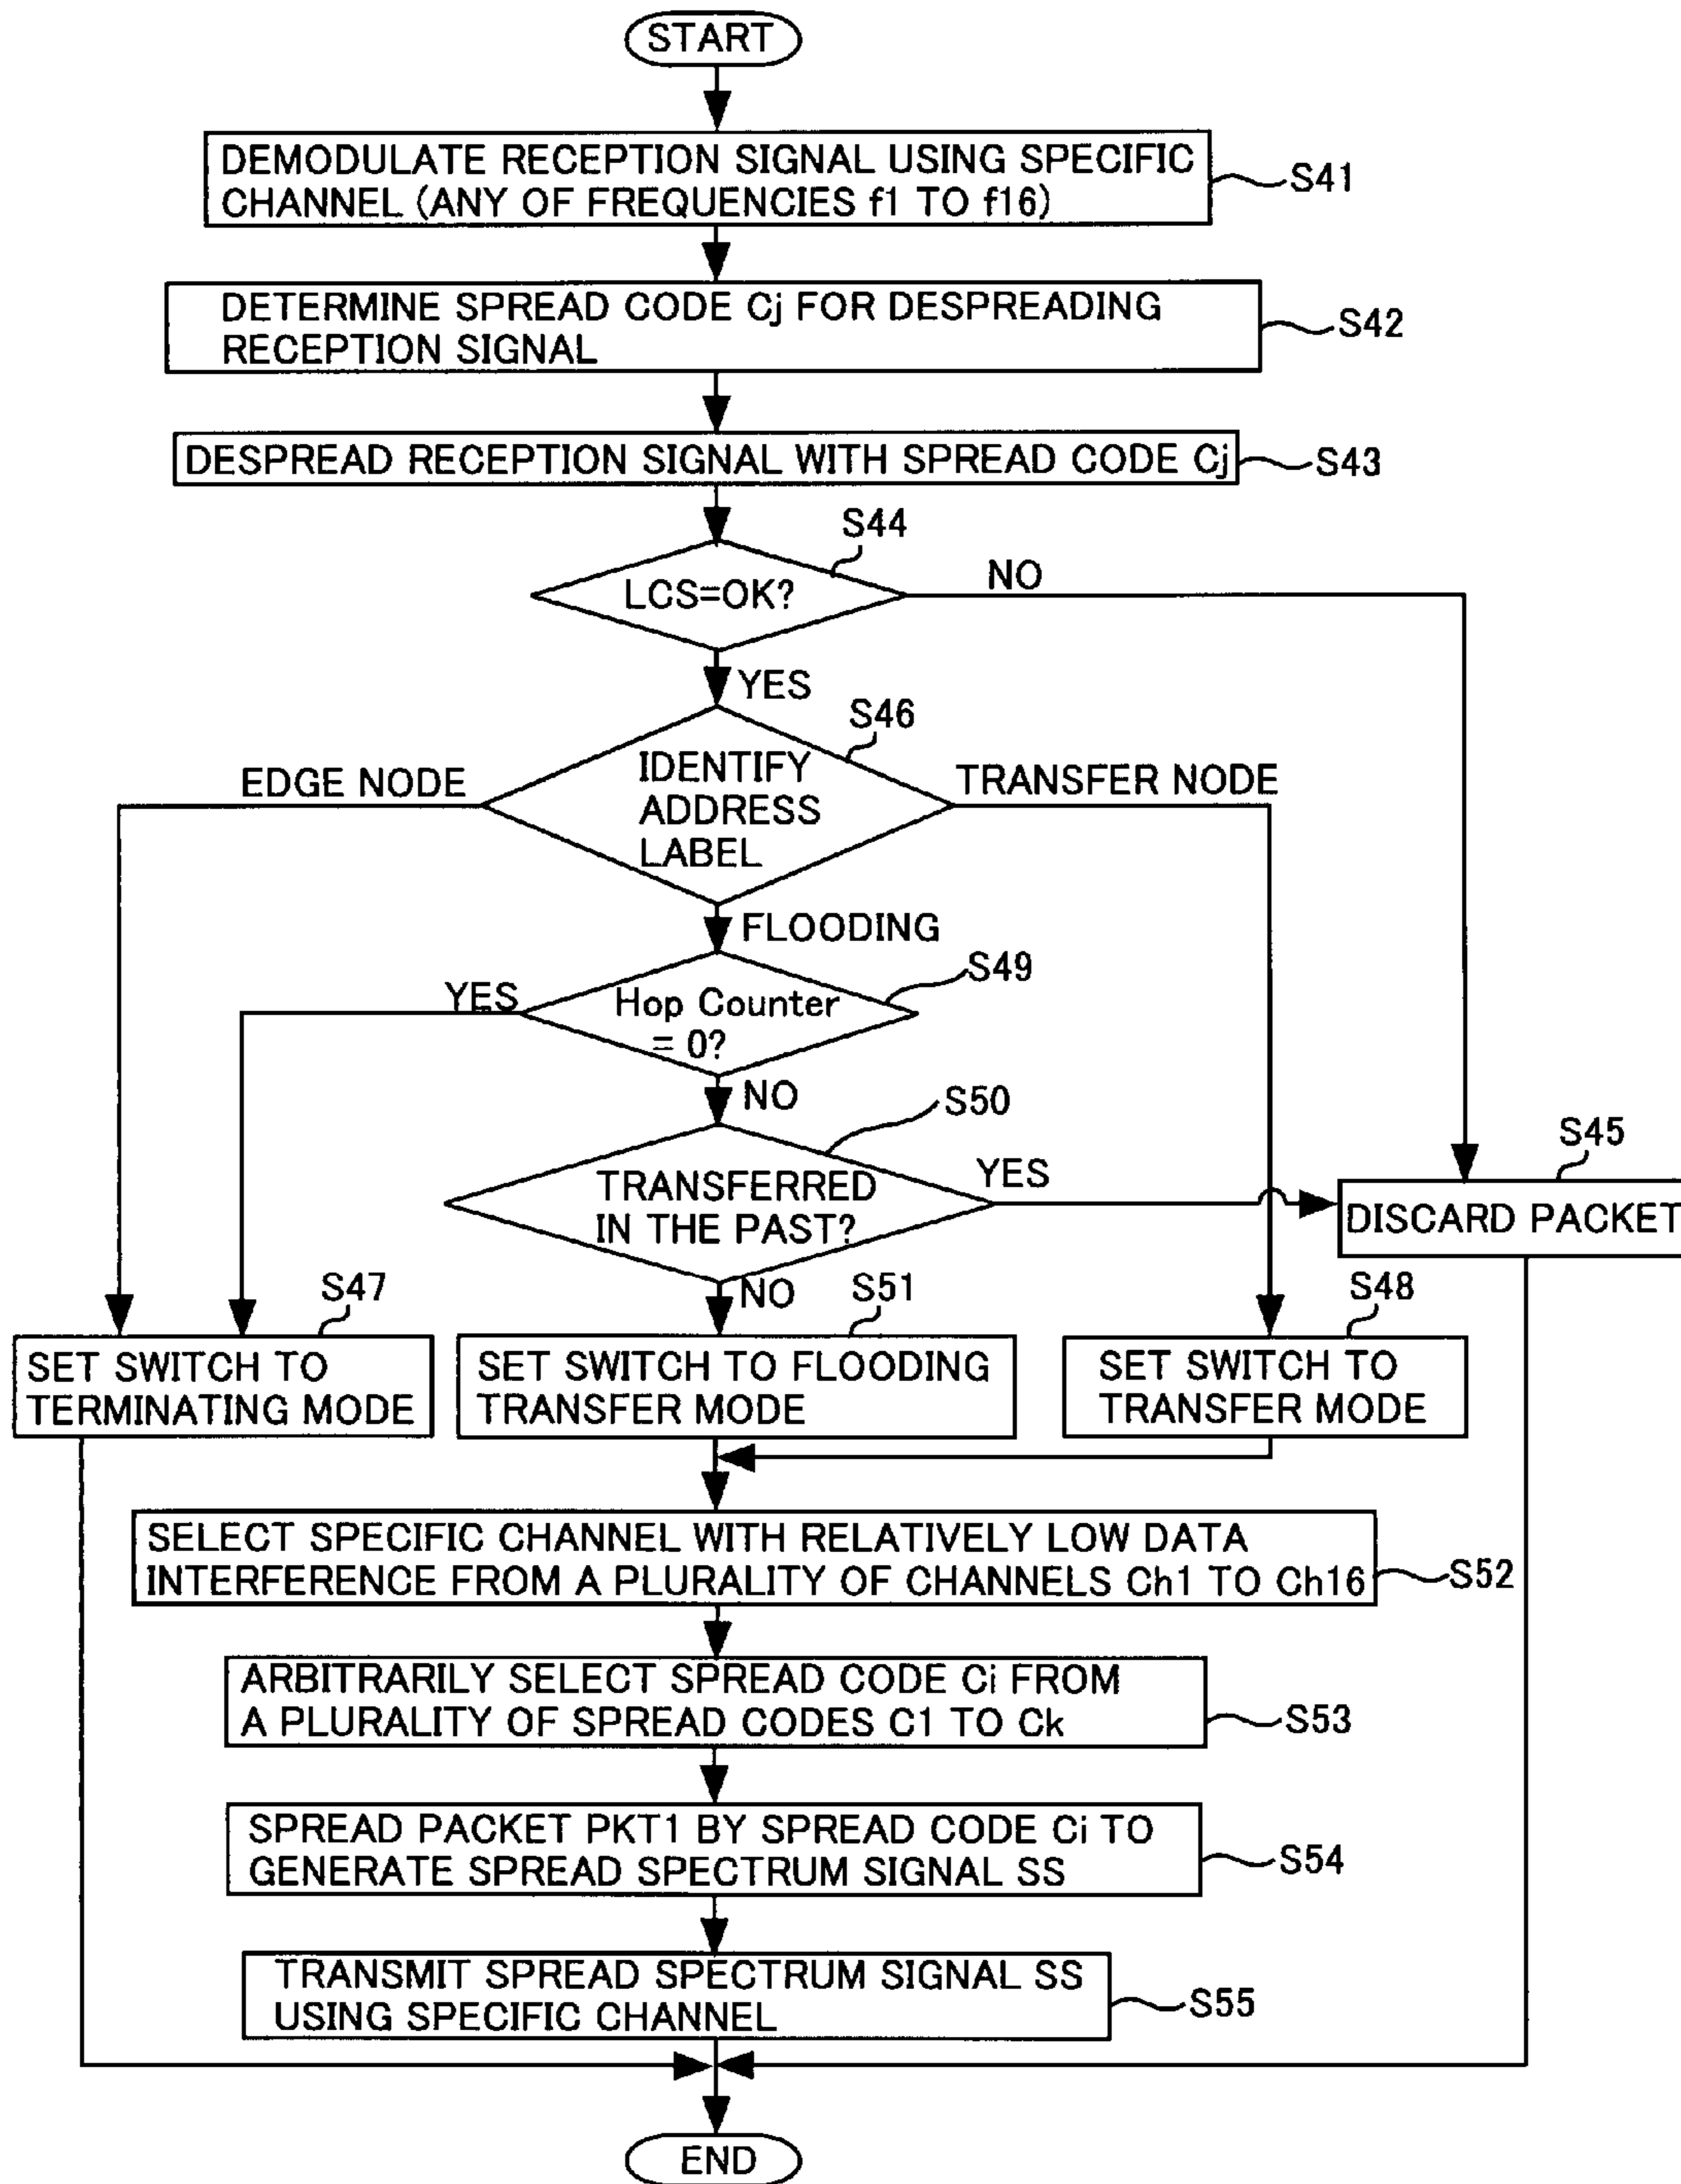 START
DEMODULATE RECEPTION SIGNAL USING SPECIFIC
CHANNEL (ANY OF FREQUENCIES f1 TO f16)
S41
DETERMINE SPREAD CODE Cj FOR DESPREADING
RECEPTION SIGNAL
S42
DESPREAD RECEPTION SIGNAL WITH SPREAD CODE Cj
S43
S44
LCS=OK?
NO
YES
S46
IDENTIFY
ADDRESS
LABEL
EDGE NODE
TRANSFER NODE
FLOODING
S49
Hop Counter
= 0?
YES
NO
S50
TRANSFERRED
IN THE PAST?
YES
S45
DISCARD PACKET
NO
S47
SET SWITCH TO
TERMINATING MODE
S51
SET SWITCH TO FLOODING
TRANSFER MODE
S48
SET SWITCH TO
TRANSFER MODE
SELECT SPECIFIC CHANNEL WITH RELATIVELY LOW DATA
INTERFERENCE FROM A PLURALITY OF CHANNELS Ch1 TO Ch16
S52
ARBITRARILY SELECT SPREAD CODE Ci FROM
A PLURALITY OF SPREAD CODES C1 TO Ck
S53
SPREAD PACKET PKT1 BY SPREAD CODE Ci TO
GENERATE SPREAD SPECTRUM SIGNAL SS
S54
TRANSMIT SPREAD SPECTRUM SIGNAL SS
USING SPECIFIC CHANNEL
S55
END